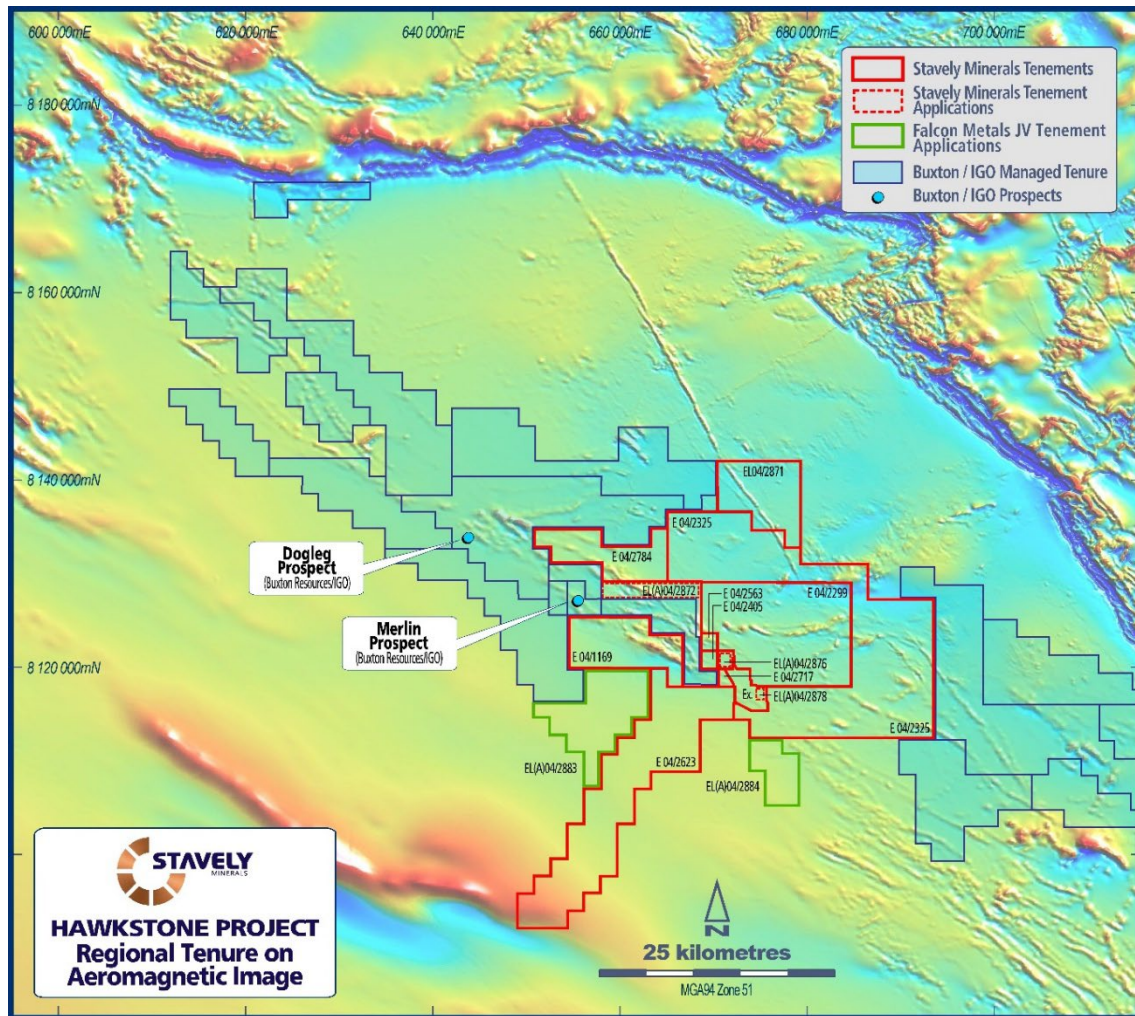 600 000mE
620 000mE
640 000mE
660 000mE
680 000mE
700 000mE
8 180 000mN
8 160 000mN
8 140 000mN
8 120 000mN
Stavely Minerals Tenements
Stavely Minerals Tenement
Applications
Falcon Metals JV Tenement
Applications
Buxton / IGO Managed Tenure
Buxton / IGO Prospects
EL04/2871
E 04/2325
E 04/2784
Dogleg
Prospect
(Buxton Resources/IGO)
EL(A)04/2872
E 04/2563
E 04/2405
E 04/2299
Merlin
Prospect
(Buxton Resources/IGO)
E 04/1169
EL(A)04/2876
E 04/2717
Ex.
EL(A)04/2878
E 04/2325
EL(A)04/2883
E 04/2623
EL(A)04/2884
STAVELY
MINERALS
HAWKSTONE PROJECT
Regional Tenure on
Aeromagnetic Image
N
25 kilometres
MGA94 Zone 51